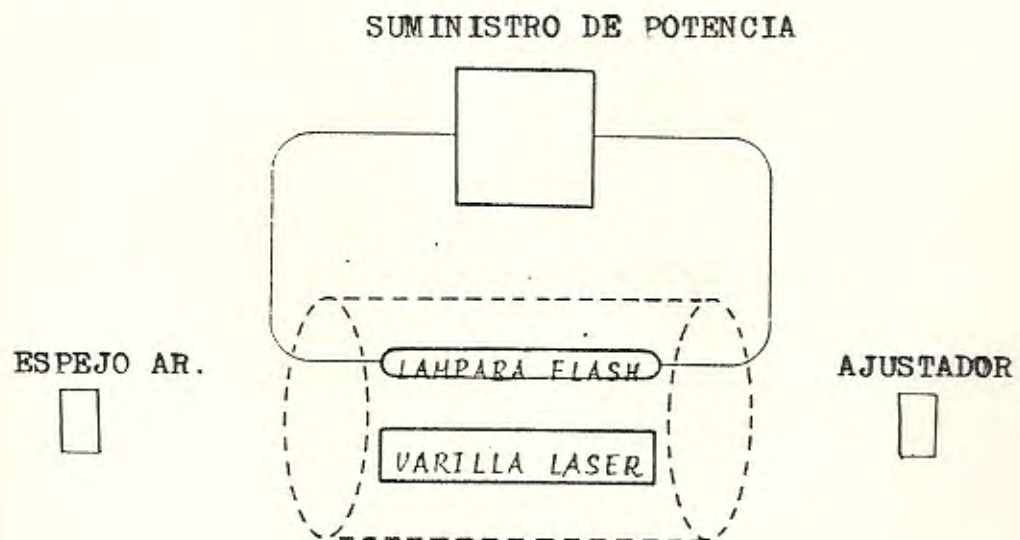 SUMINISTRO DE POTENCIA
ESPEJO AR.
LAMPARA FLASH
AJUSTADOR
VARILLA LASER